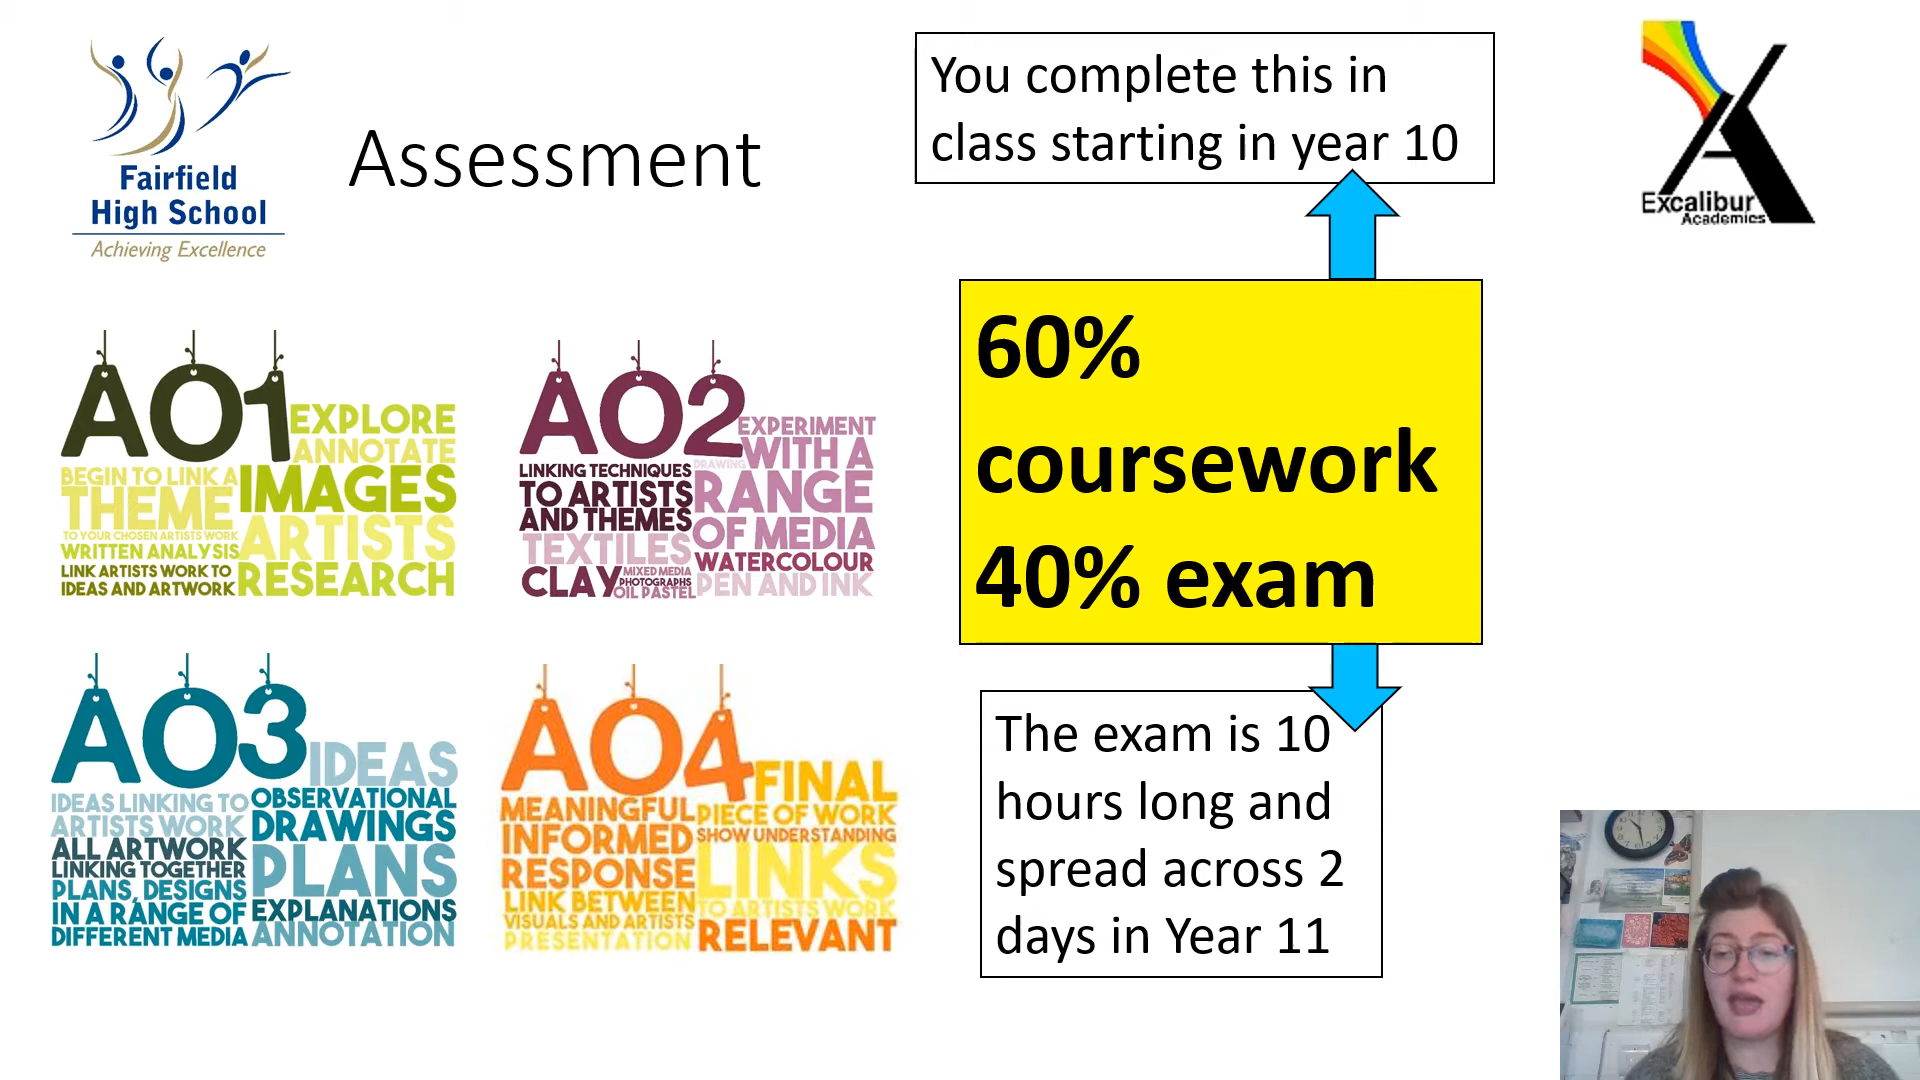 Fairfield
High School
Achieving Excellence
Assessment
You complete this in
class starting in year 10
Excalibur
Academies
60%
coursework
40% exam
The exam is 10
hours long and
spread across 2
days in Year 11
AO1
EXPLORE
ANNOTATE
BEGIN TO LINK A
THEME
IMAGES
TO YOUR CHOSEN ARTISTS WORK
ARTISTS
WRITTEN ANALYSIS
LINK ARTISTS WORK TO
IDEAS AND ARTWORK
RESEARCH
AO2
EXPERIMENT
WITH A
DRAWING
LINKING TECHNIQUES
TO ARTISTS
AND THEMES
RANGE
OF MEDIA
TEXTILES
WATERCOLOUR
CLAY
MIXED MEDIA
PHOTOGRAPHS
OIL PASTEL
PEN AND INK
AO3
IDEAS
IDEAS LINKING TO
ARTISTS WORK
OBSERVATIONAL
DRAWINGS
ALL ARTWORK
LINKING TOGETHER
PLANS
PLANS, DESIGNS
IN A RANGE OF
DIFFERENT MEDIA
EXPLANATIONS
ANNOTATION
AO4
FINAL
PIECE OF WORK
MEANINGFUL
INFORMED
RESPONSE
SHOW UNDERSTANDING
LINKS
LINK BETWEEN
VISUALS AND ARTISTS
PRESENTATION
TO ARTISTS WORK
RELEVANT